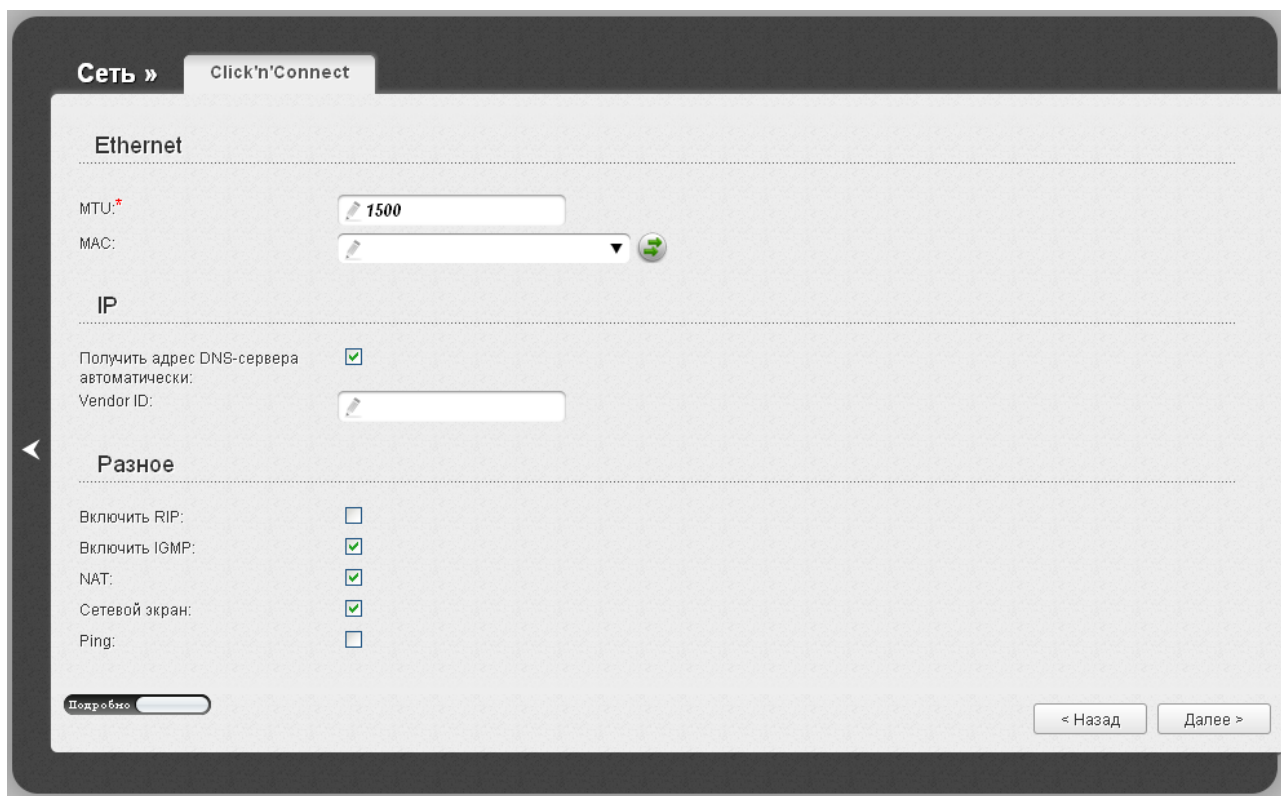 Сеть »
Click'n'Connect
Ethernet
MTU:*
1500
MAC:
IP
Получить адрес DNS-сервера
автоматически:
Vendor ID:
Разное
Включить RIP:
Включить IGMP:
NAT:
Сетевой экран:
Ping:
Подробно
< Назад
Далее >